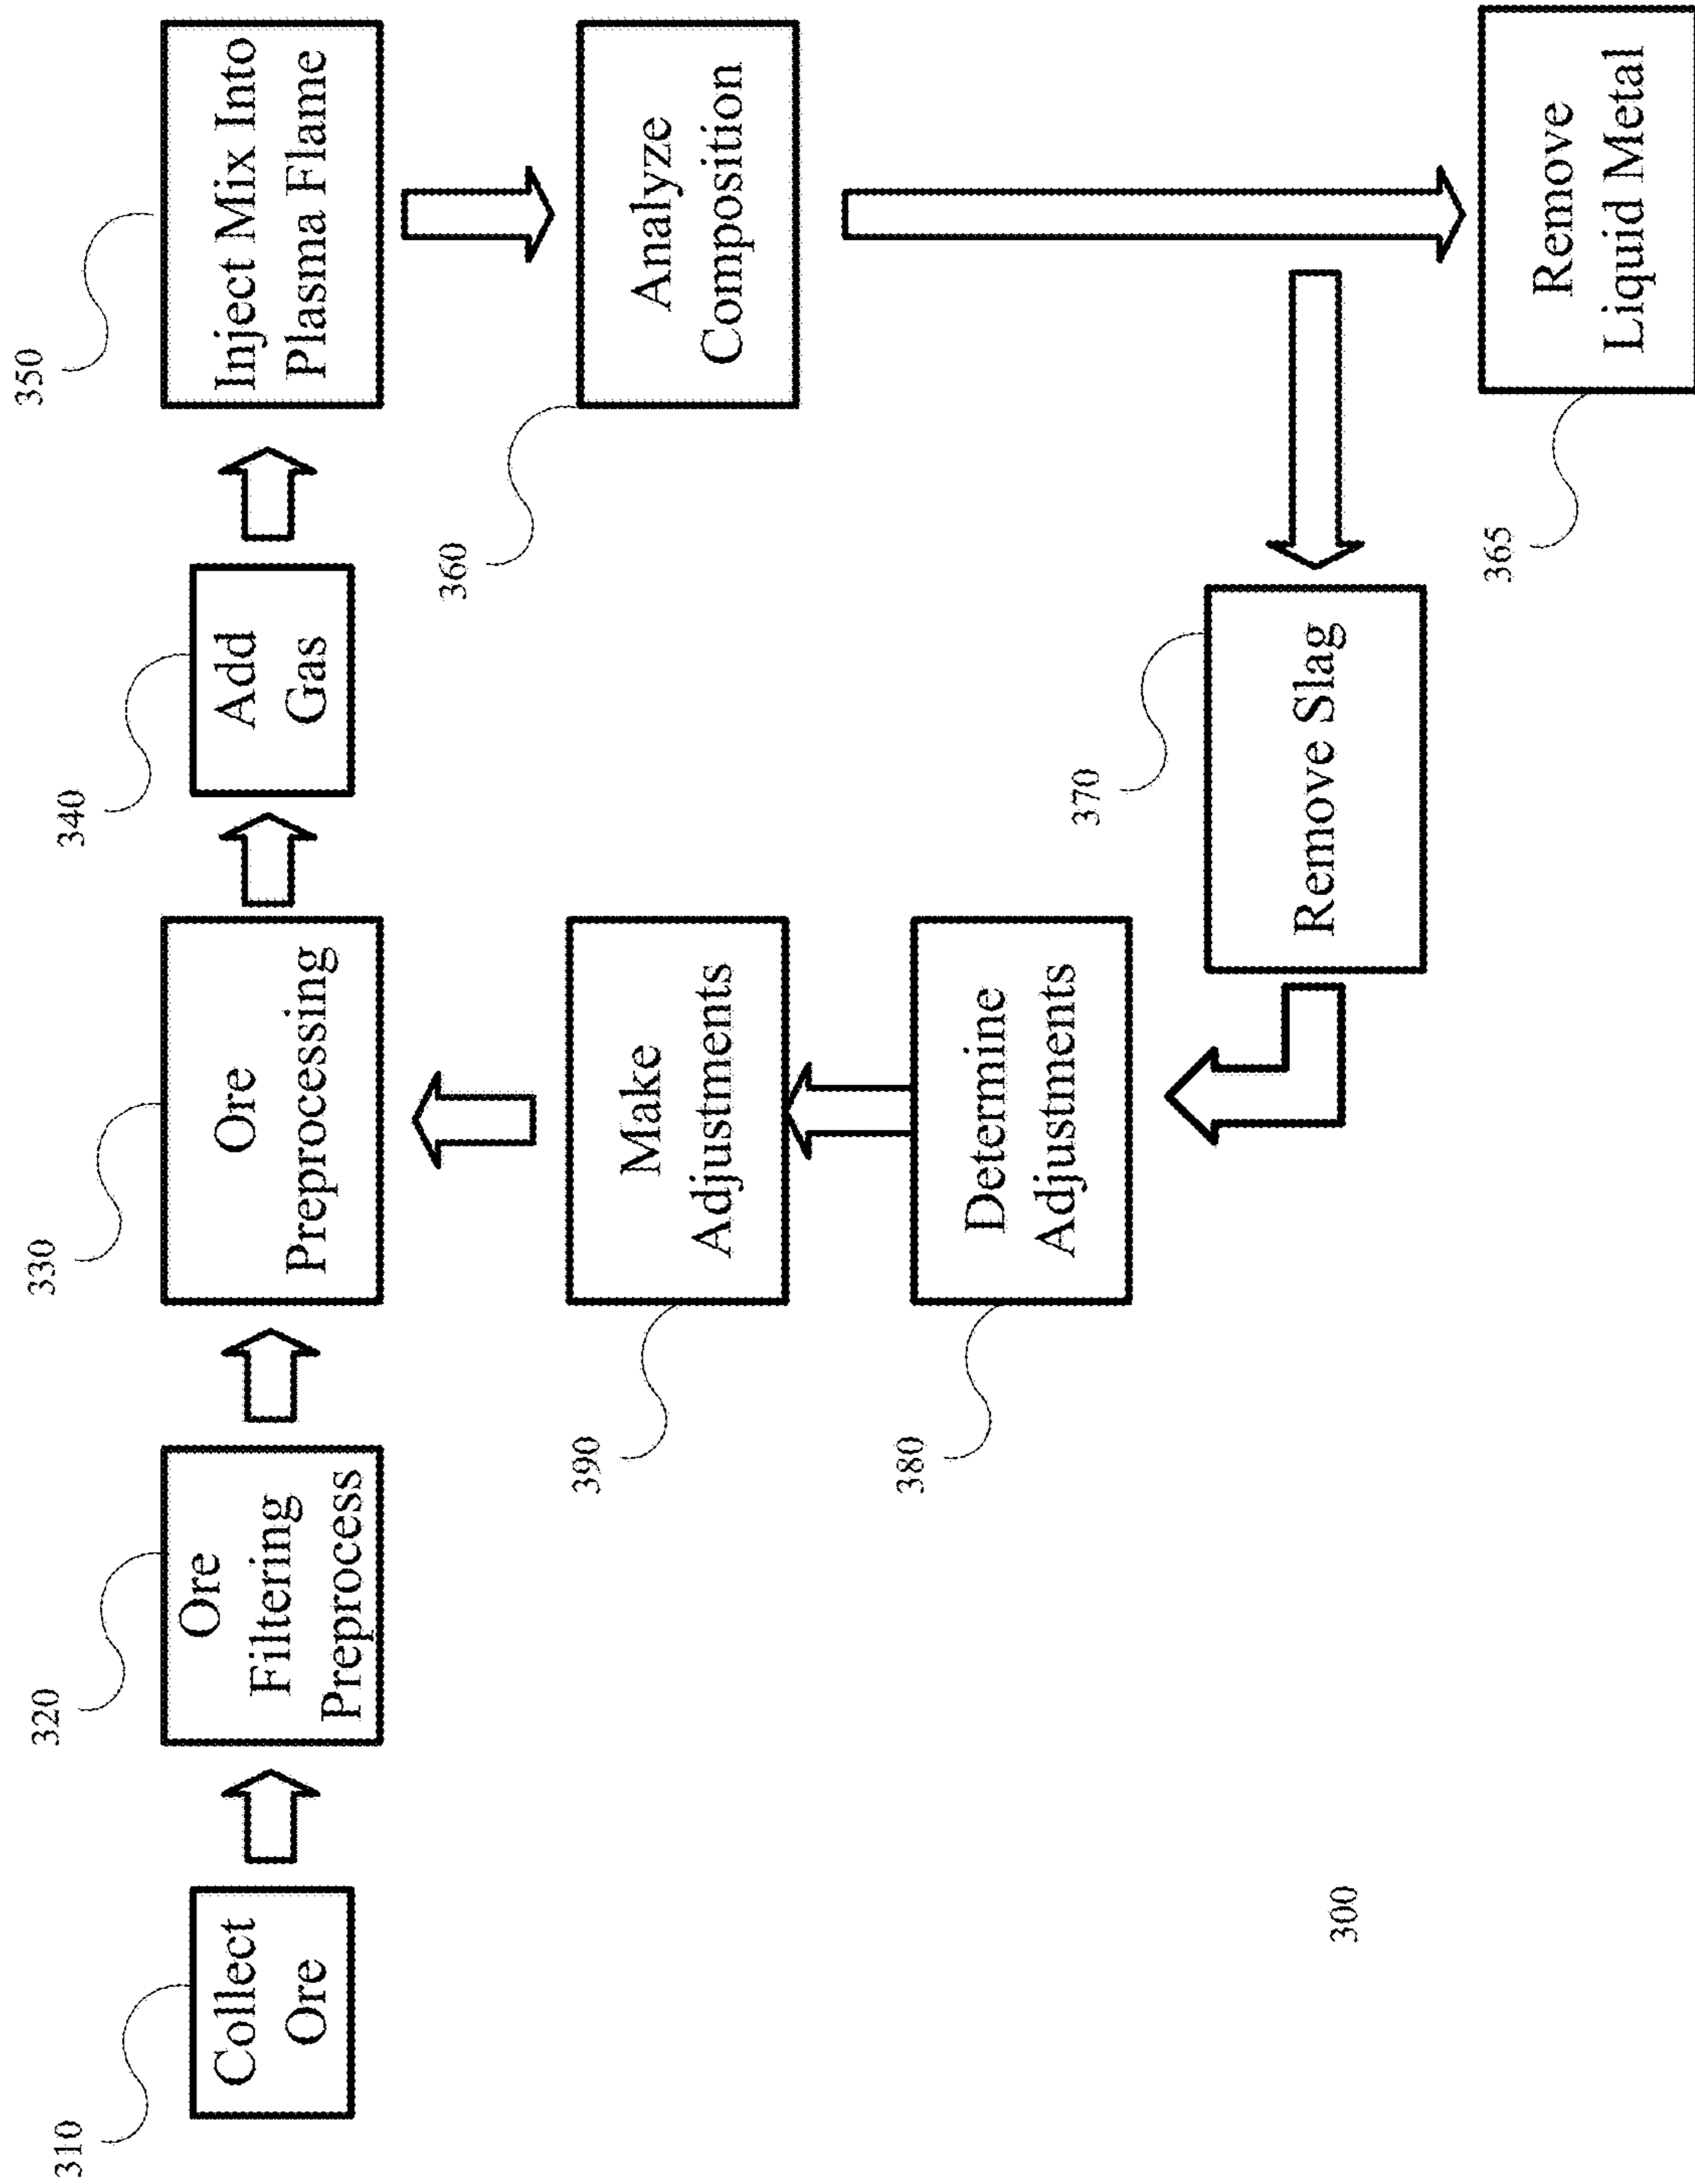 310
Collect
Ore
320
Ore
Filtering
Preprocess
330
Ore
Preprocessing
340
Add
Gas
350
Inject Mix Into
Plasma Flame
360
Analyze
Composition
365
Remove
Liquid Metal
370
Remove Slag
380
Determine
Adjustments
390
Make
Adjustments
300